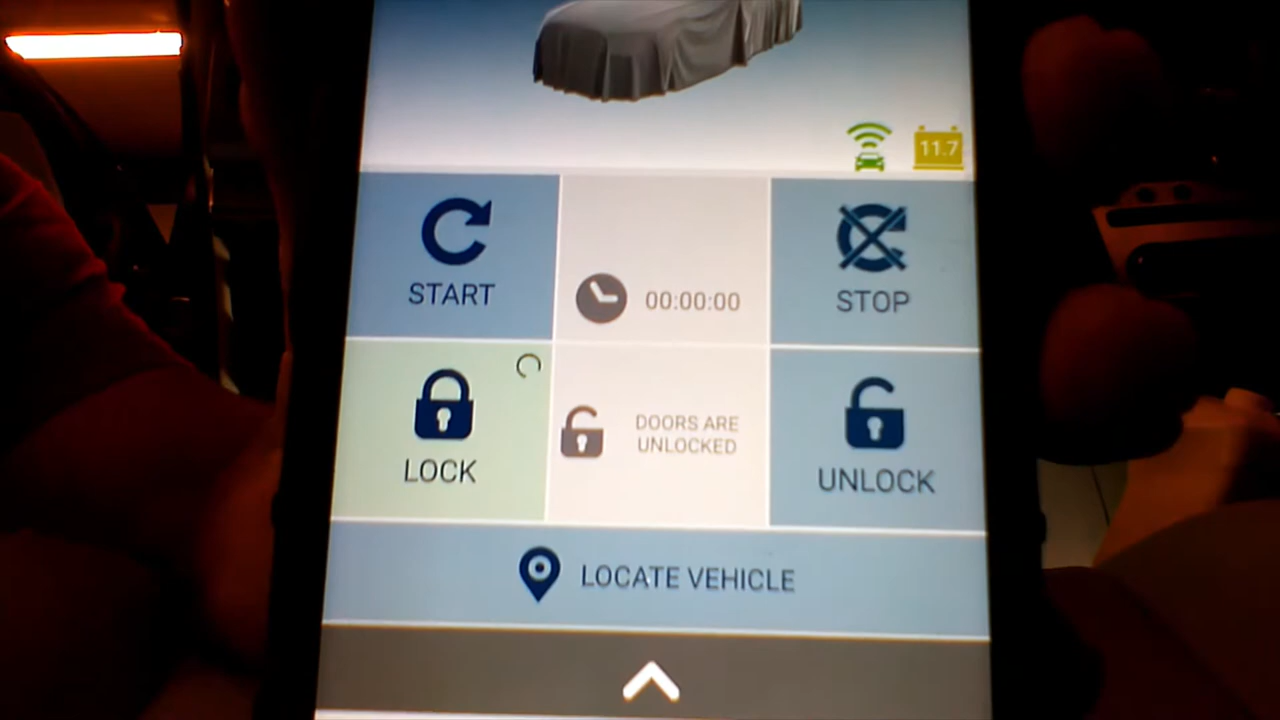 11.7
START
00:00:00
STOP
LOCK
DOORS ARE
UNLOCKED
UNLOCK
LOCATE VEHICLE